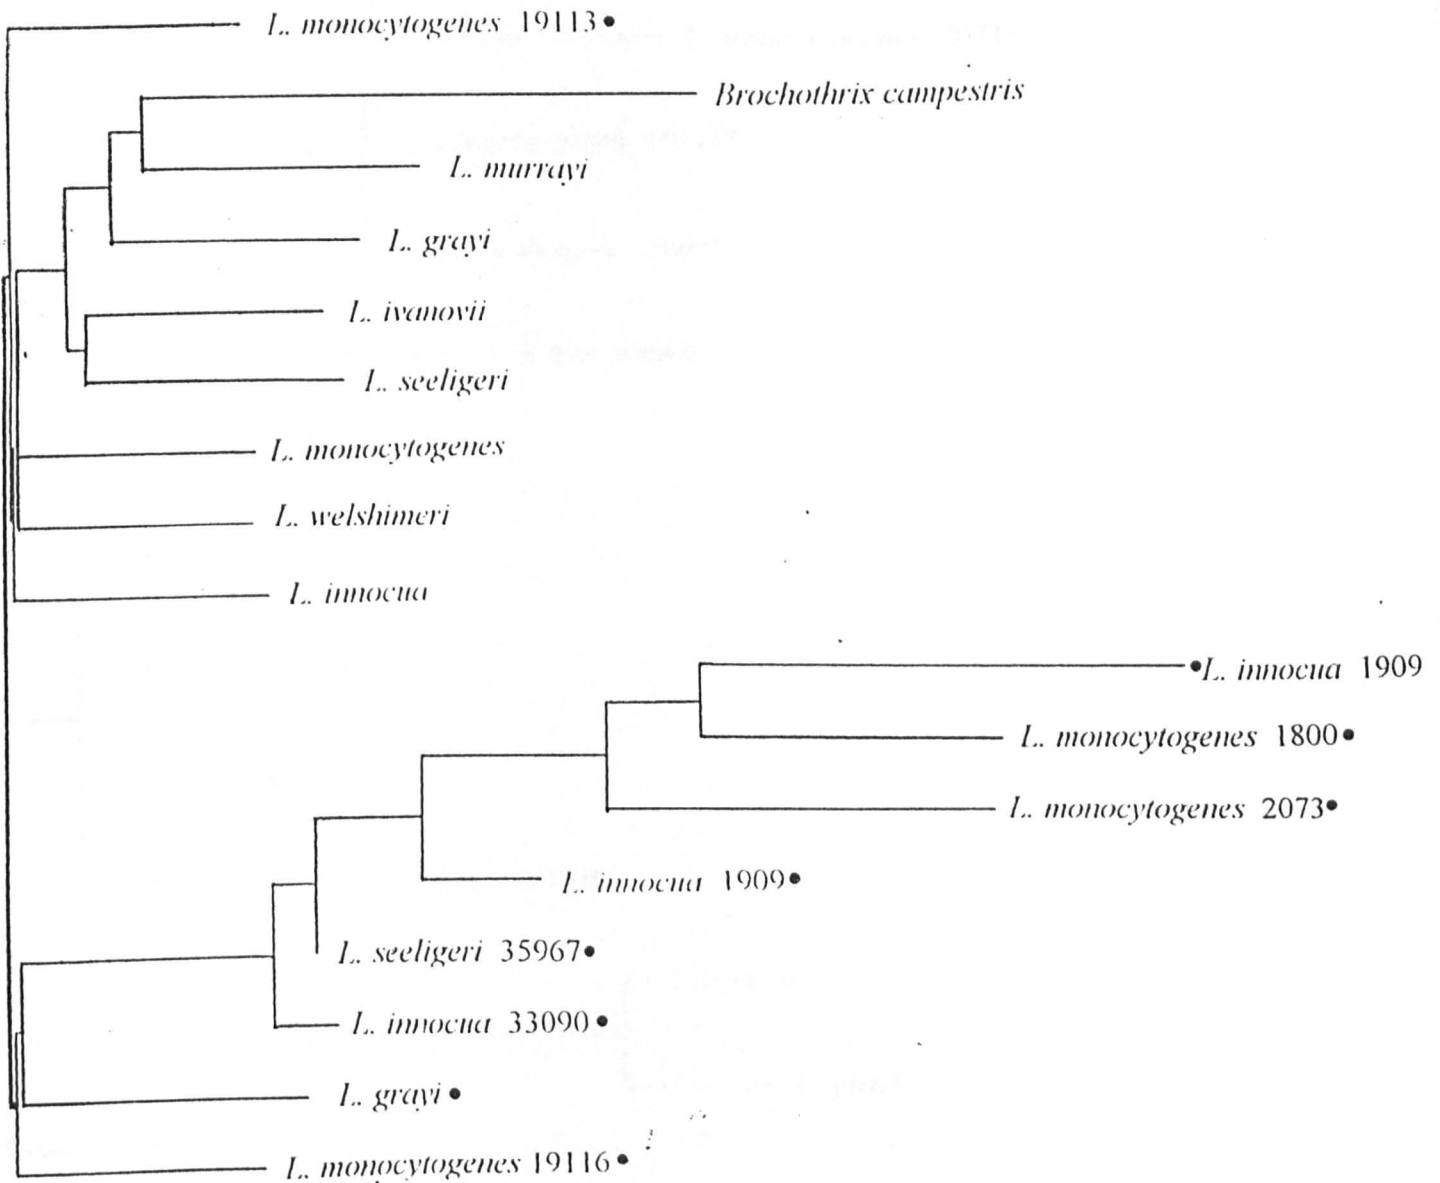 L. monocytogenes 19113•
Brochothrix campestris
L. murrayi
L. grayi
L. ivanovii
L. seeligeri
L. monocytogenes
L. welshimeri
L. innocua
•L. innocua 1909
L. monocytogenes 1800•
L. monocytogenes 2073•
L. innocua 1909•
L. seeligeri 35967•
L. innocua 33090•
L. grayi•
L. monocytogenes 19116•